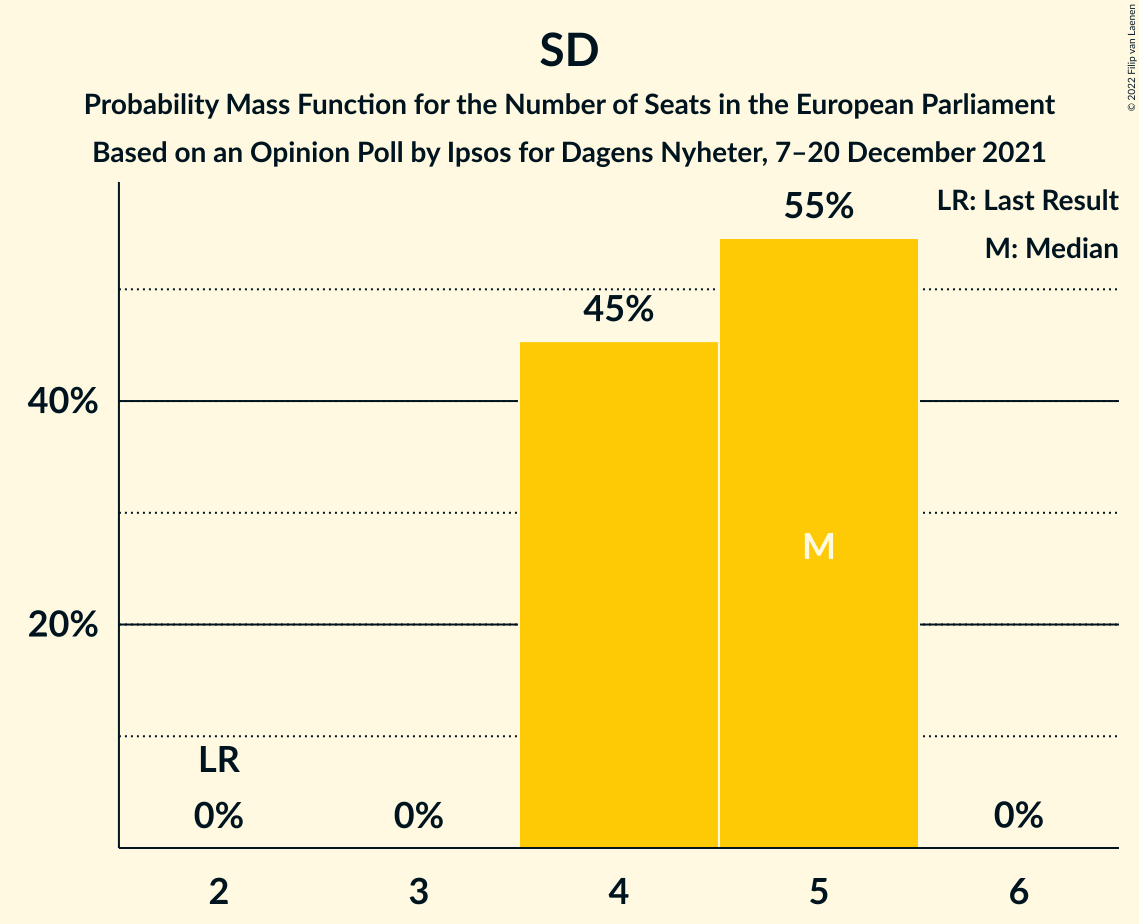 SD
Probability Mass Function for the Number of Seats in the European Parliament
Based on an Opinion Poll by Ipsos for Dagens Nyheter, 7–20 December 2021
© 2022 Filip van Laenen
LR: Last Result
M: Median
55%
45%
40%
M
20%
LR
0%
0%
0%
2
3
4
5
6